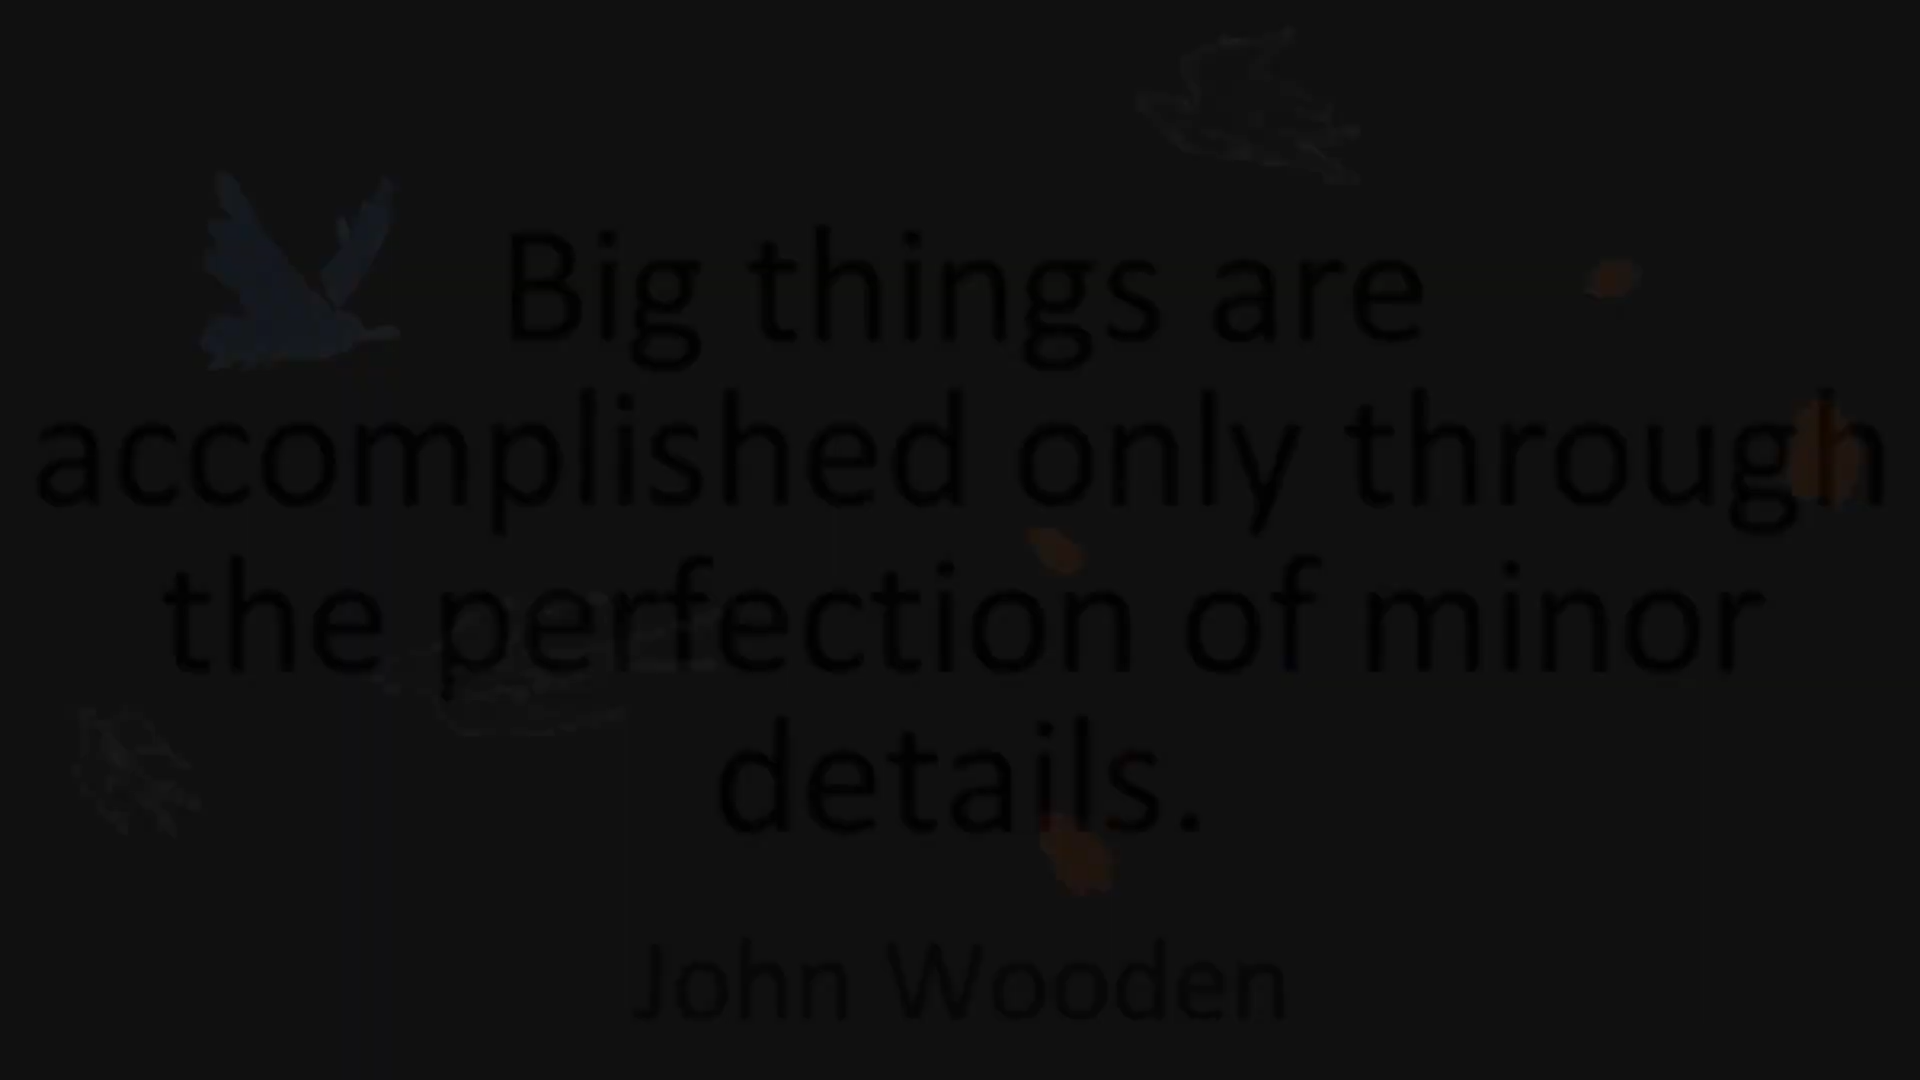 Big things are
accomplished only through
the perfection of minor
details.
John Wooden